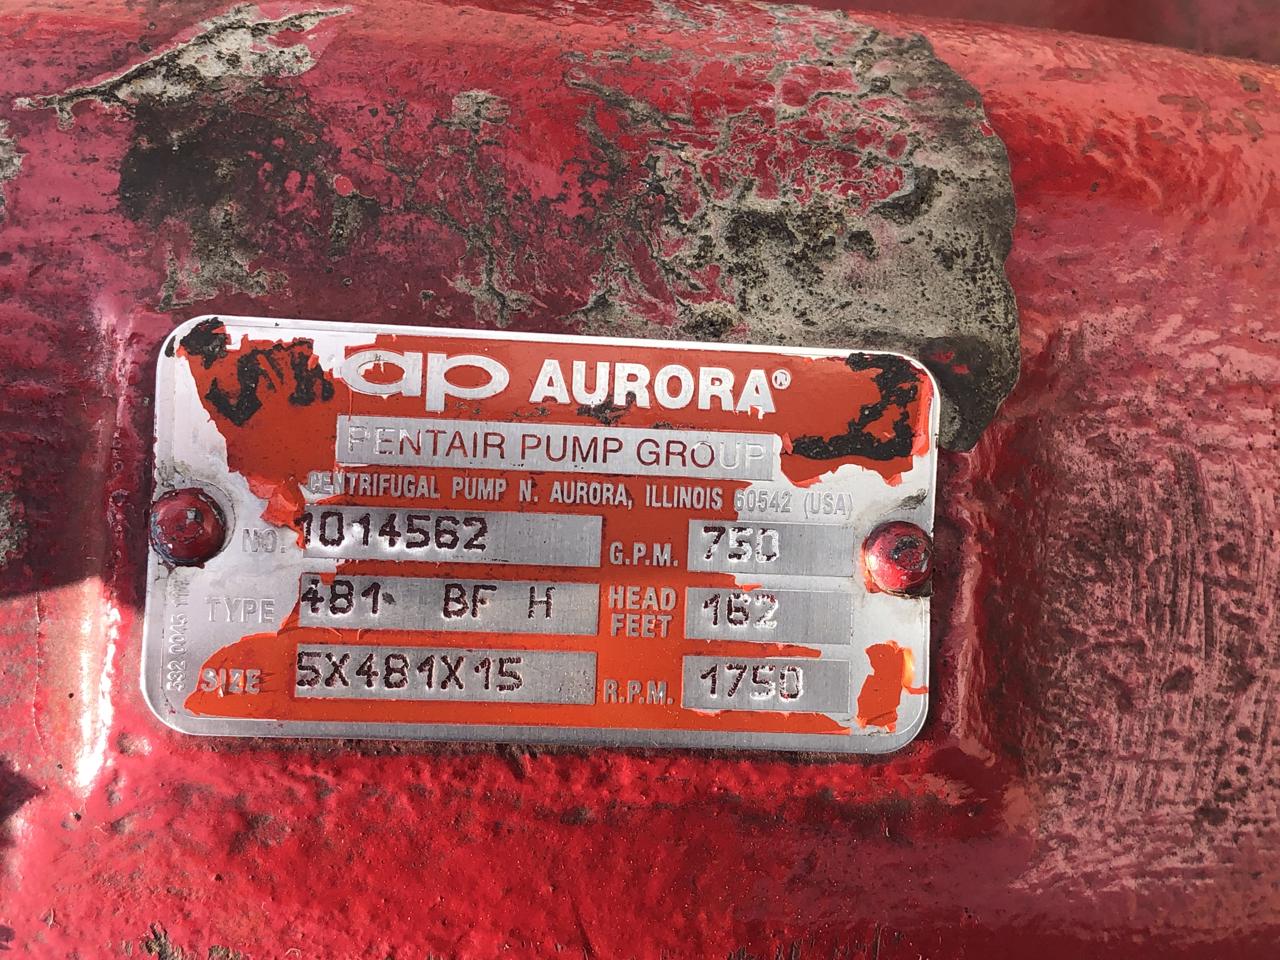 ap AURORA®
PENTAIR PUMP GROUP
CENTRIFUGAL PUMP N. AURORA, ILLINOIS 60542 (USA)
NO. 1014562 G.P.M. 750
TYPE 481 BF H HEAD FEET 162
SIZE 5X481X15 R.P.M. 1750